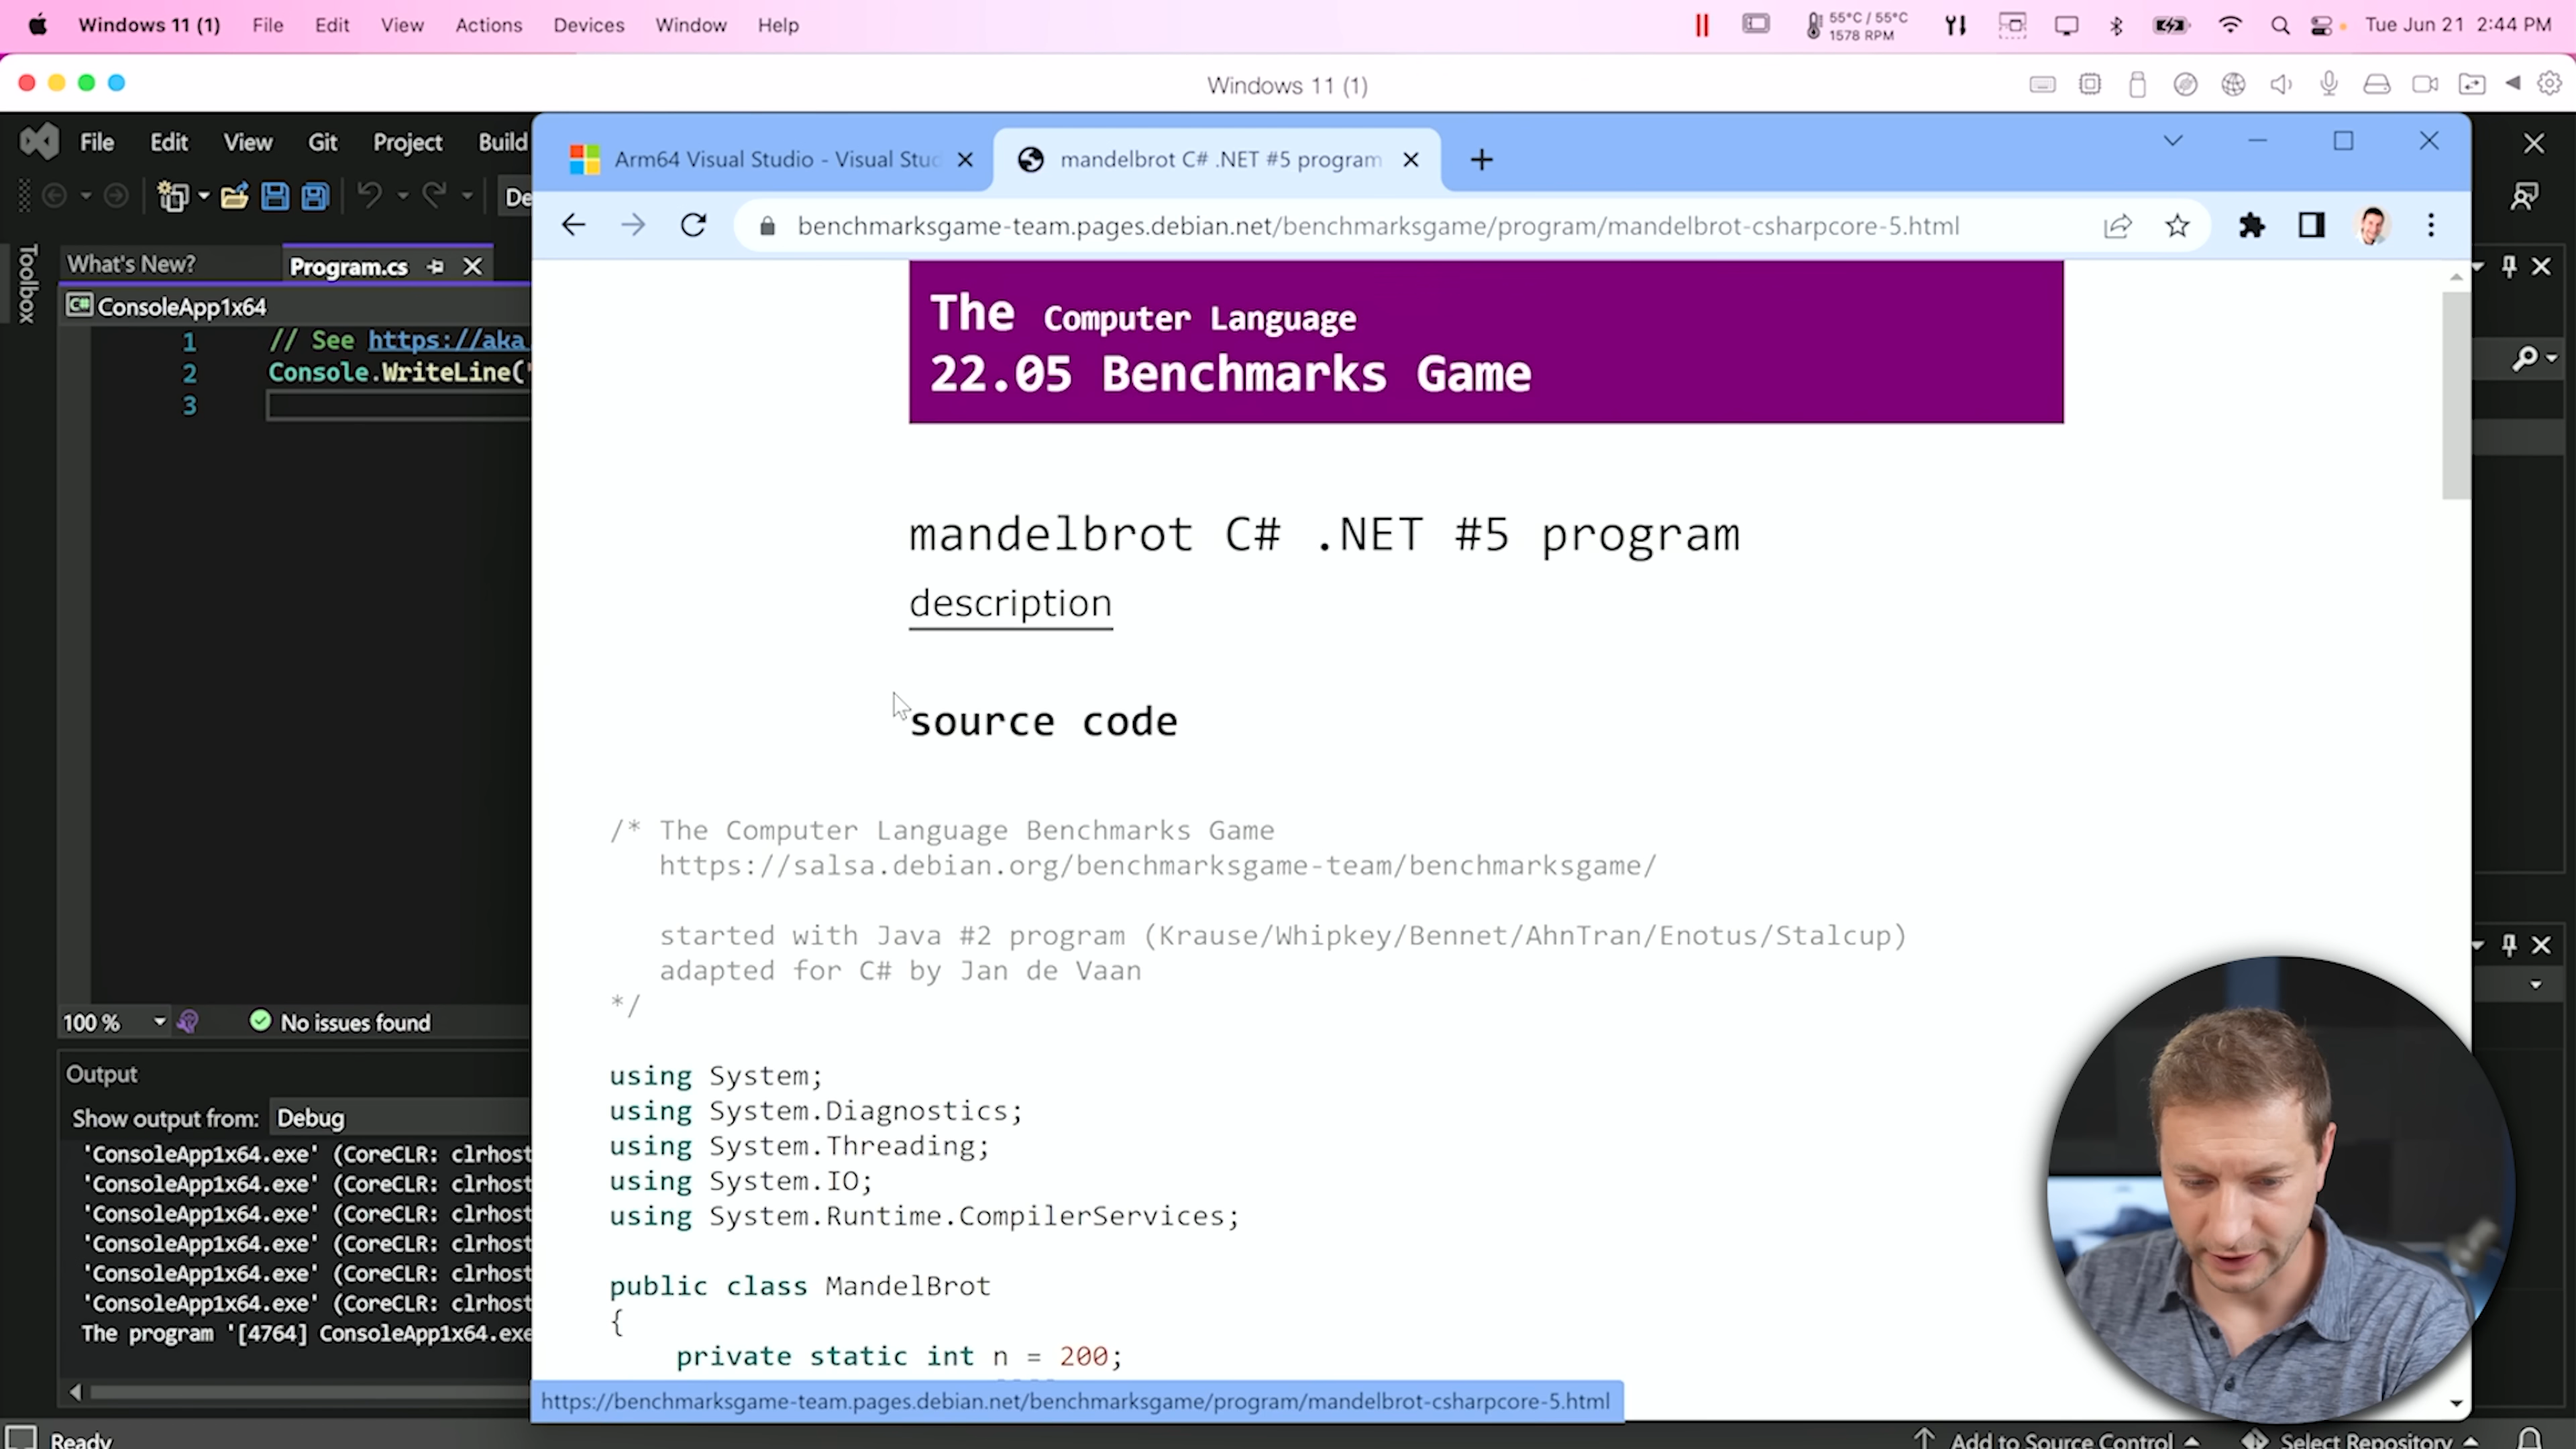 Windows 11 (1) File Edit View Actions Devices Window Help
55°C / 55°C
1578 RPM
Tue Jun 21 2:44 PM
Windows 11 (1)
File Edit View Git Project Build
Arm64 Visual Studio - Visual Stud
mandelbrot C# .NET #5 program
De
benchmarksgame-team.pages.debian.net/benchmarksgame/program/mandelbrot-csharpcore-5.html
Toolbox
What's New?
Program.cs
C# ConsoleApp1x64
1 // See https://aka.
2 Console.WriteLine("
3
The Computer Language
22.05 Benchmarks Game
mandelbrot C# .NET #5 program
description
source code
/* The Computer Language Benchmarks Game
https://salsa.debian.org/benchmarksgame-team/benchmarksgame/
started with Java #2 program (Krause/Whipkey/Bennet/AhnTran/Enotus/Stalcup)
adapted for C# by Jan de Vaan
*/
using System;
using System.Diagnostics;
using System.Threading;
using System.IO;
using System.Runtime.CompilerServices;
public class MandelBrot
{
private static int n = 200;
https://benchmarksgame-team.pages.debian.net/benchmarksgame/program/mandelbrot-csharpcore-5.html
100 %
No issues found
Output
Show output from: Debug
'ConsoleApp1x64.exe' (CoreCLR: clrhost
'ConsoleApp1x64.exe' (CoreCLR: clrhost
'ConsoleApp1x64.exe' (CoreCLR: clrhost
'ConsoleApp1x64.exe' (CoreCLR: clrhost
'ConsoleApp1x64.exe' (CoreCLR: clrhost
'ConsoleApp1x64.exe' (CoreCLR: clrhost
The program '[4764] ConsoleApp1x64.exe
Ready
Add to Source Control
Select Repository